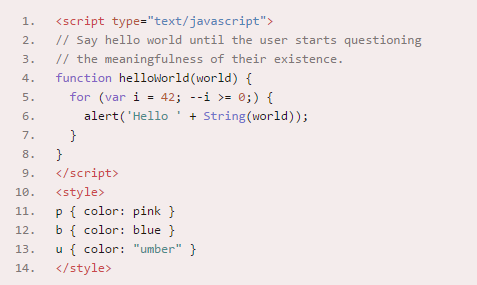 1. <script type="text/javascript">
2. // Say hello world until the user starts questioning
3. // the meaningfulness of their existence.
4. function helloWorld(world) {
5.   for (var i = 42; --i >= 0;) {
6.     alert('Hello ' + String(world));
7.   }
8. }
9. </script>
10. <style>
11. p { color: pink }
12. b { color: blue }
13. u { color: "umber" }
14. </style>